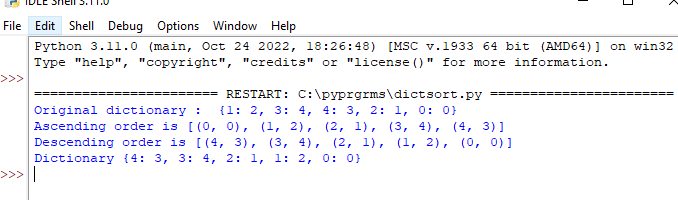 IDLE Shell 3.11.0
File Edit Shell Debug Options Window Help
Python 3.11.0 (main, Oct 24 2022, 18:26:48) [MSC v.1933 64 bit (AMD64)] on win32
Type "help", "copyright", "credits" or "license()" for more information.
>>>
======================== RESTART: C:\pyprgrms\dictsort.py =======================
Original dictionary :  {1: 2, 3: 4, 4: 3, 2: 1, 0: 0}
Ascending order is [(0, 0), (1, 2), (2, 1), (3, 4), (4, 3)]
Descending order is [(4, 3), (3, 4), (2, 1), (1, 2), (0, 0)]
Dictionary {4: 3, 3: 4, 2: 1, 1: 2, 0: 0}
>>>